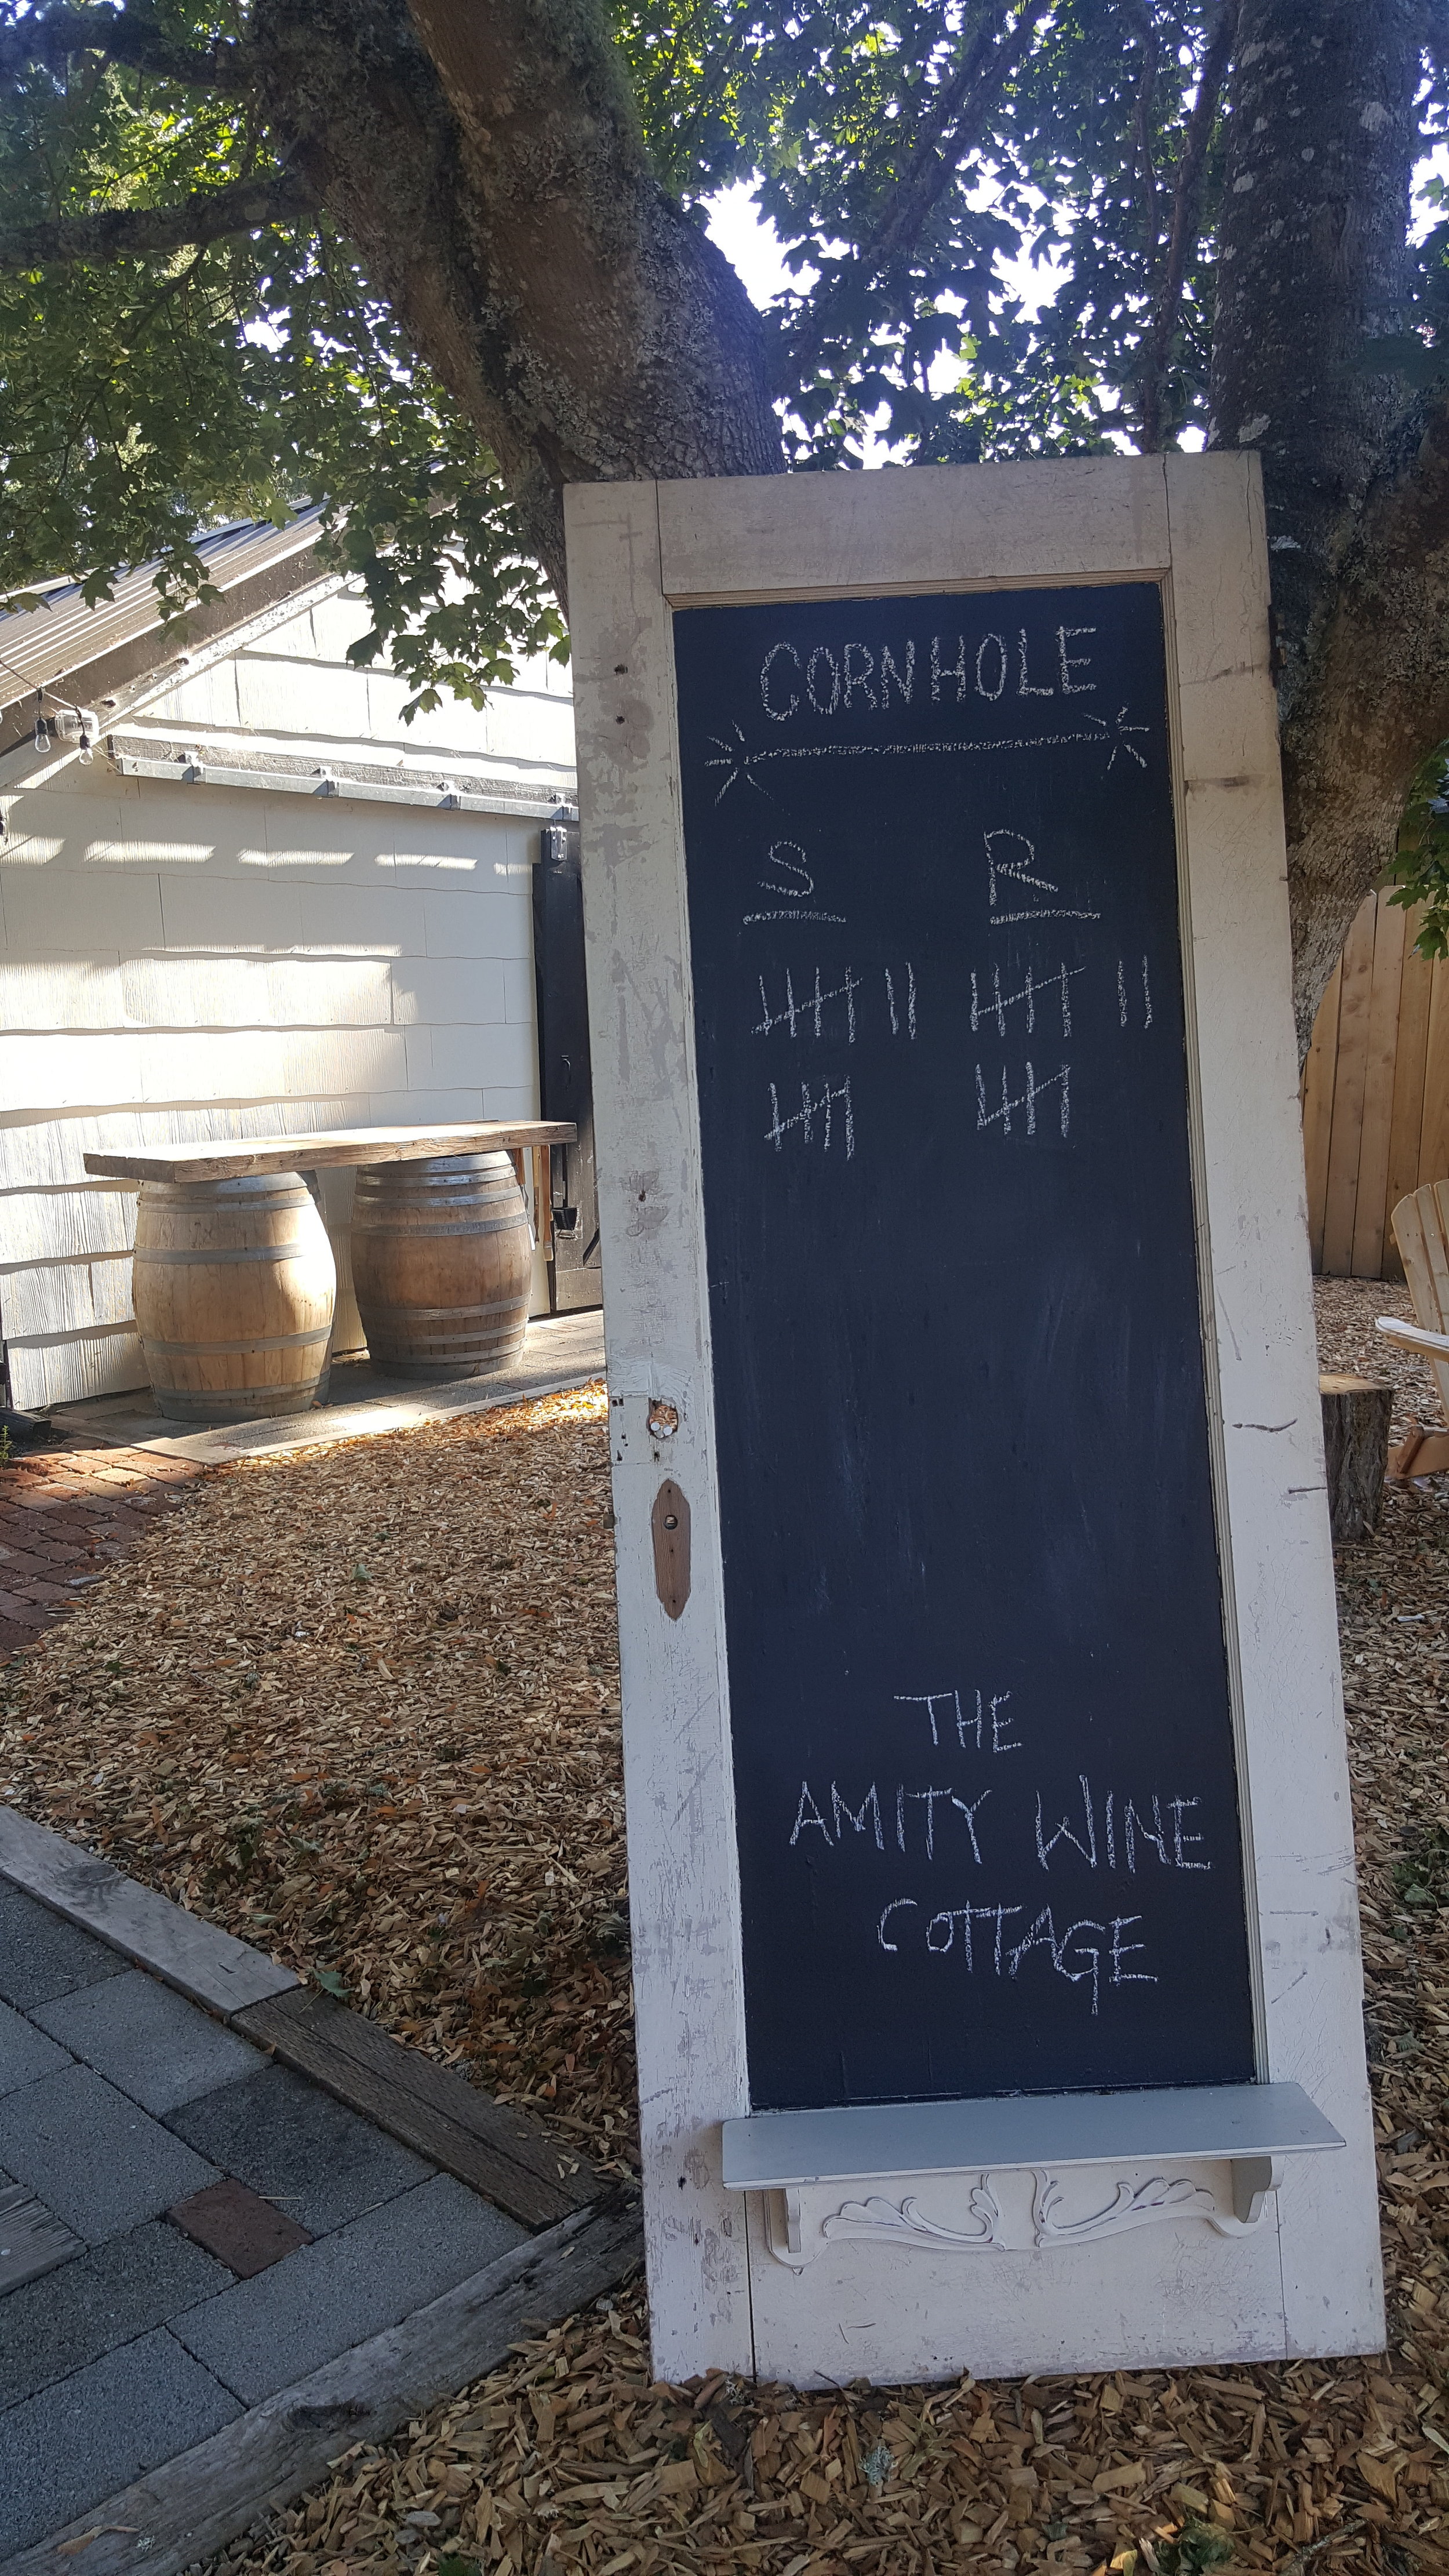 CORNHOLE
S R
THE
AMITY WINE
COTTAGE